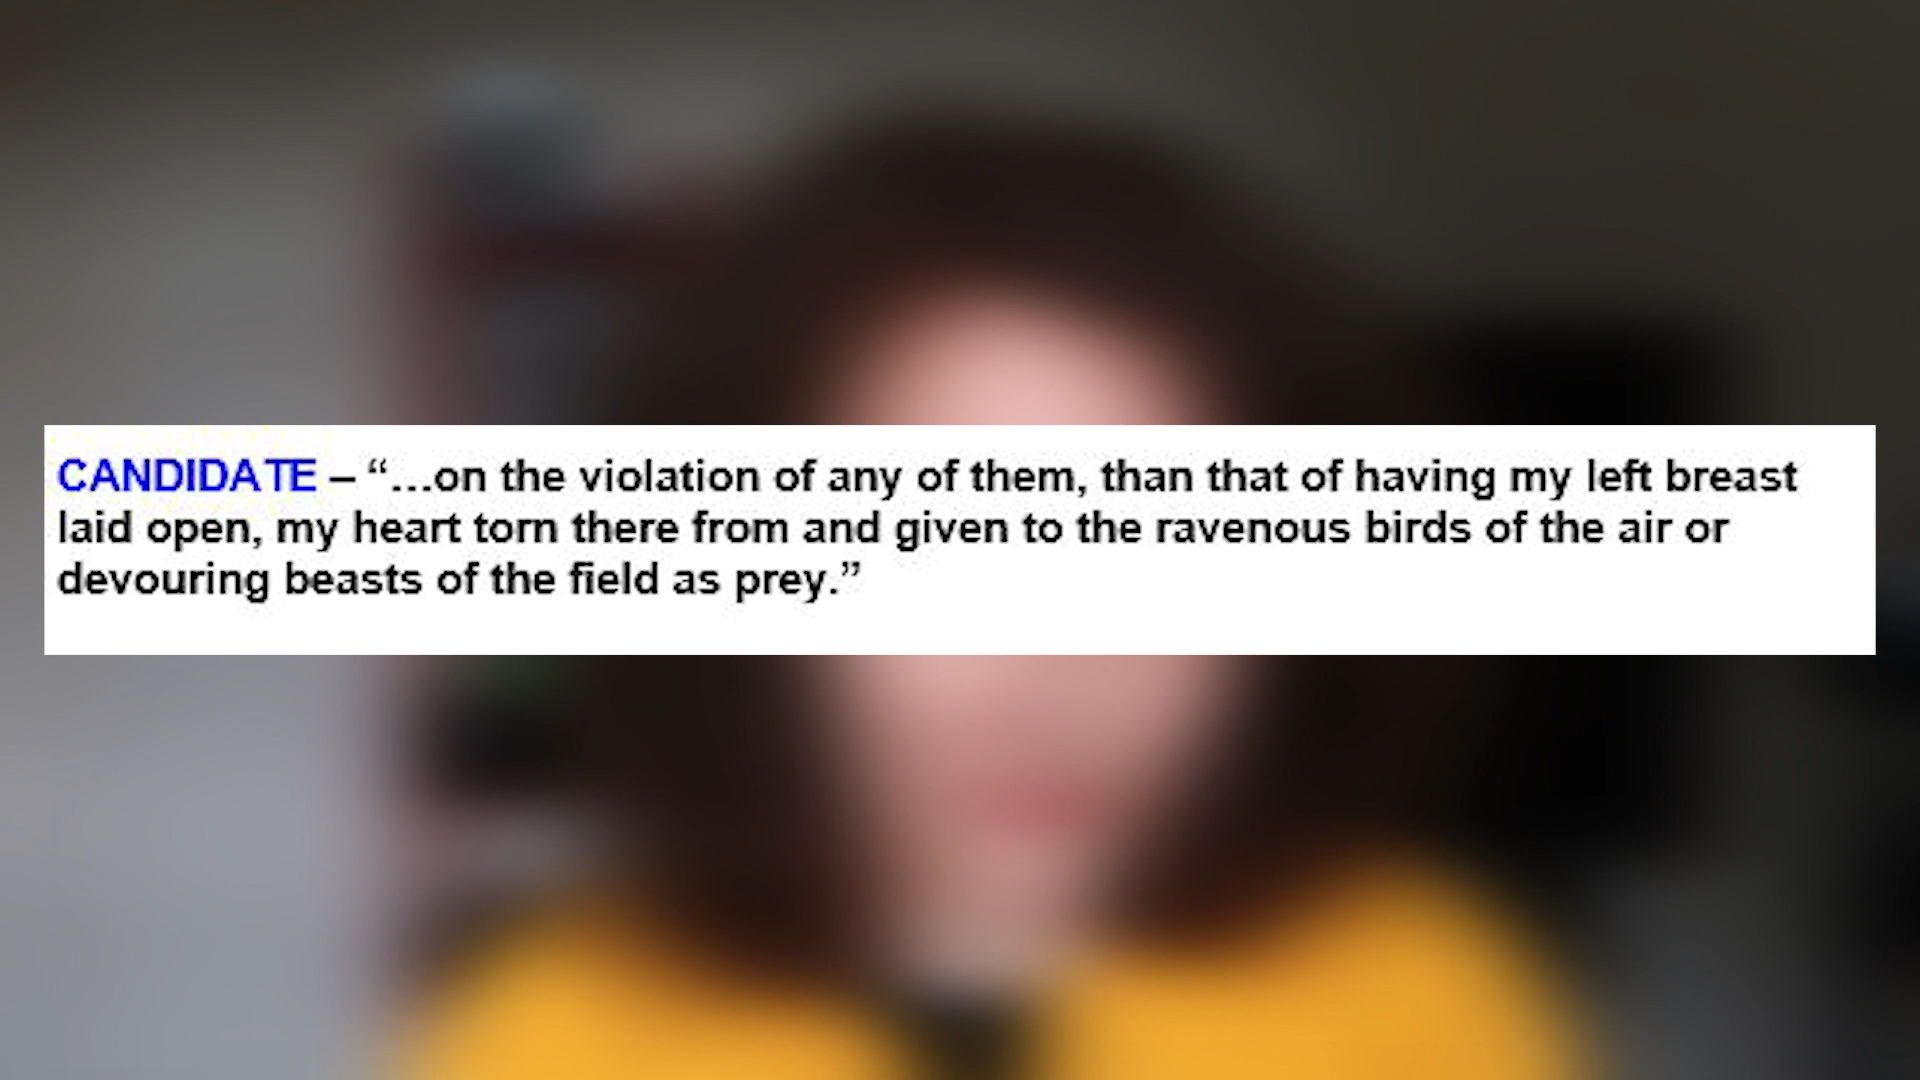 CANDIDATE – “…on the violation of any of them, than that of having my left breast
laid open, my heart torn there from and given to the ravenous birds of the air or
devouring beasts of the field as prey.”